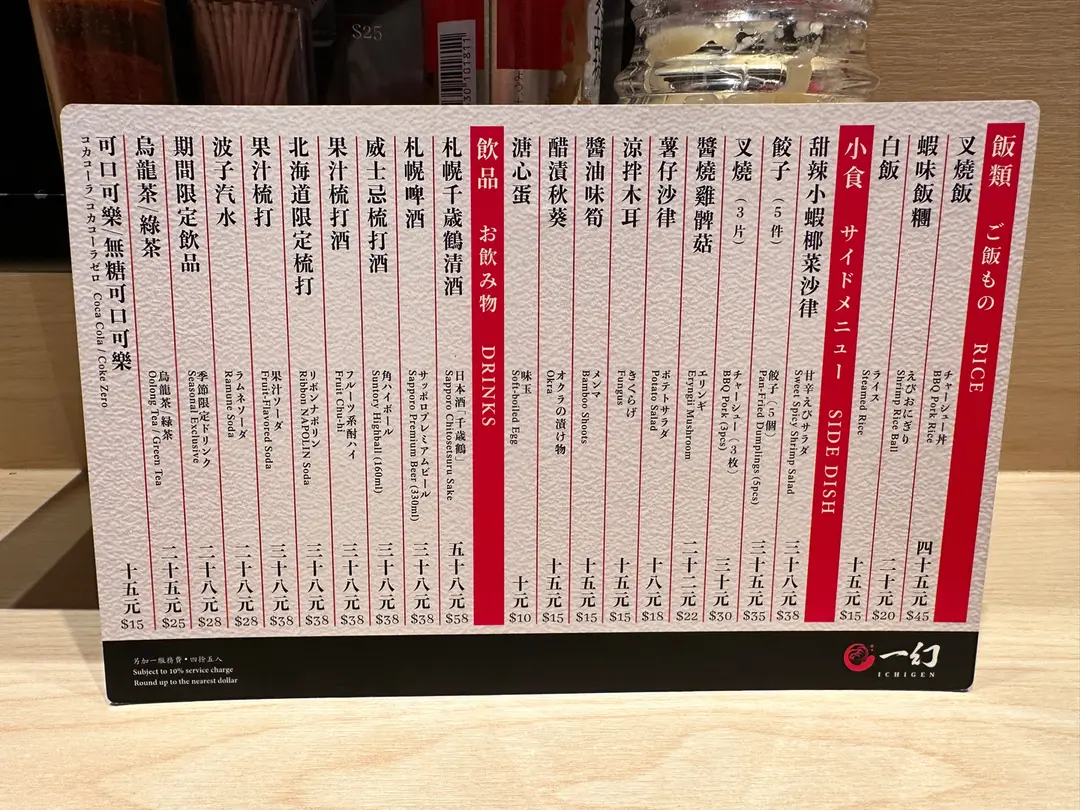 飯類 ご飯もの RICE
叉燒飯 チャーシュー丼 BBQ Pork Rice 四十五元 $45
蝦味飯糰 えびおにぎり Shrimp Rice Ball 二十元 $20
白飯 ライス Steamed Rice 十五元 $15
小食 サイドメニュー SIDE DISH
甜辣小蝦椰菜沙律 甘辛えびサラダ Sweet Spicy Shrimp Salad 三十八元 $38
餃子（5件） 餃子（5個） Pan-Fried Dumplings (5pcs) 三十五元 $35
叉燒（3片） チャーシュー（3枚） BBQ Pork (3pcs) 三十元 $30
醬燒雞髀菇 エリンギ Eryngii Mushroom 二十二元 $22
薯仔沙律 ポテトサラダ Potato Salad 十八元 $18
涼拌木耳 きくらげ Fungus 十五元 $15
醬油味筍 メンマ Bamboo Shoots 十五元 $15
醋漬秋葵 オクラの漬け物 Okra 十五元 $15
溏心蛋 味玉 Soft-boiled Egg 十元 $10
飲品 お飲み物 DRINKS
札幌千歳鶴清酒 日本酒「千歳鶴」 Sapporo Chitosetsuru Sake 五十八元 $58
札幌啤酒 サッポロプレミアムビール Sapporo Premium Beer (330ml) 三十八元 $38
威士忌梳打酒 角ハイボール Suntory Highball (160ml) 三十八元 $38
果汁梳打酒 フルーツ系酎ハイ Fruit Chu-hi 三十八元 $38
北海道限定梳打 リボンナポリン Ribbon NAPOLIN Soda 三十八元 $38
果汁梳打 果汁ソーダ Fruit-Flavored Soda 三十八元 $38
波子汽水 ラムネソーダ Ramune Soda 二十八元 $28
期間限定飲品 季節限定ドリンク Seasonal Exclusive 二十八元 $28
烏龍茶 綠茶 烏龍茶 緑茶 Oolong Tea / Green Tea 二十五元 $25
可口可樂/無糖可口可樂 コカコーラ/コカコーラゼロ Coca Cola / Coke Zero 十五元 $15
另加一服務費•四捨五入
Subject to 10% service charge
Round up to the nearest dollar
一幻
ICHIGEN
$25
30101811